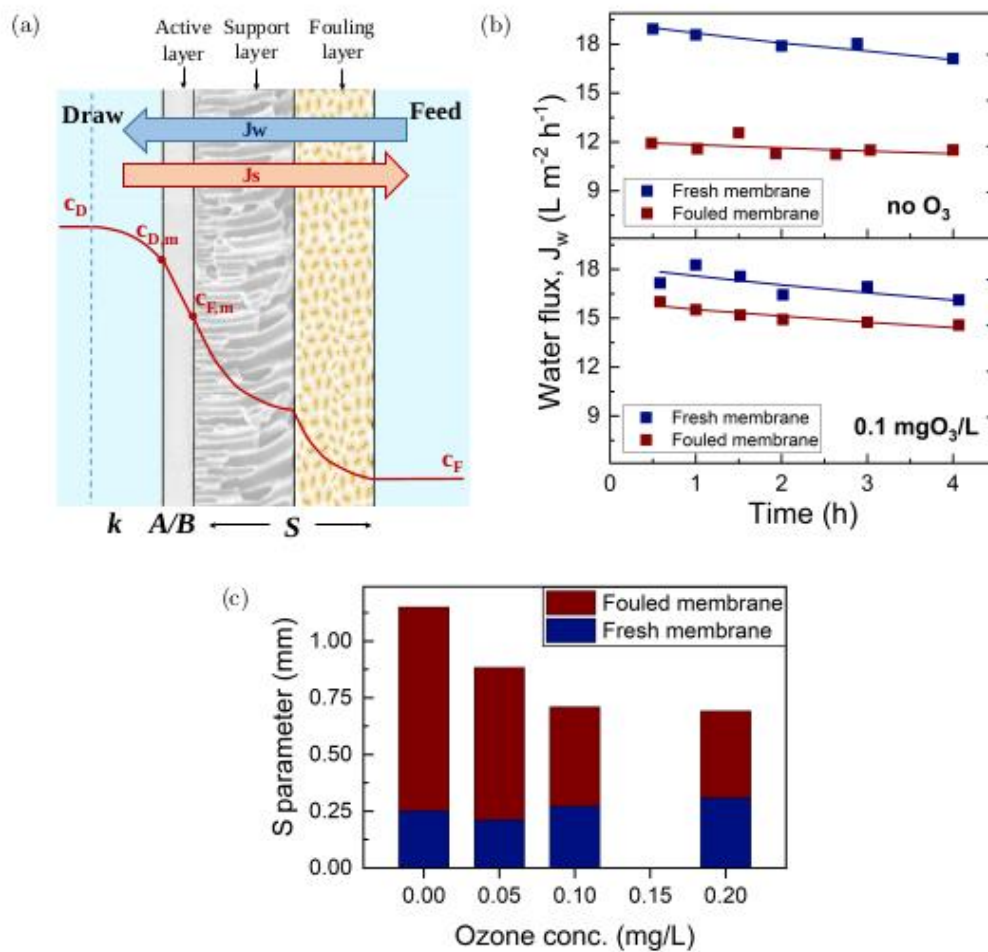 (a)
Active layer
Support layer
Fouling layer
Draw
Feed
Jw
Js
cD
cD,m
cF,m
cF
k A/B ← S →
(b)
18
15
12
9
Fresh membrane
Fouled membrane
no O3
18
15
12
9
Fresh membrane
Fouled membrane
0.1 mgO3/L
Water flux, Jw (L m-2 h-1)
0 1 2 3 4
Time (h)
(c)
Fouled membrane
Fresh membrane
1.00
0.75
0.50
0.25
0.00
S parameter (mm)
0.00 0.05 0.10 0.15 0.20
Ozone conc. (mg/L)